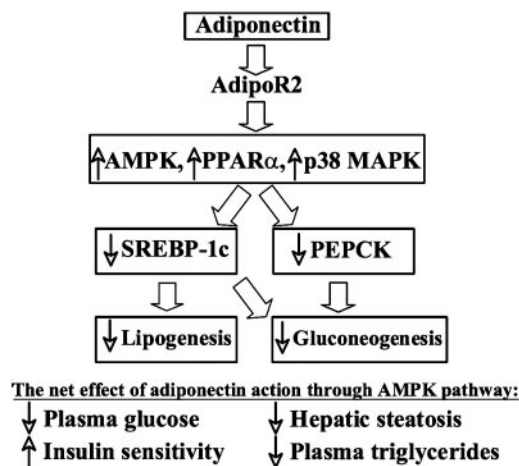 Adiponectin
AdipoR2
↑AMPK, ↑PPARα, ↑p38 MAPK
↓SREBP-1c ↓PEPCK
↓Lipogenesis ↓Gluconeogenesis
The net effect of adiponectin action through AMPK pathway:
↓Plasma glucose ↓Hepatic steatosis
↑Insulin sensitivity ↓Plasma triglycerides